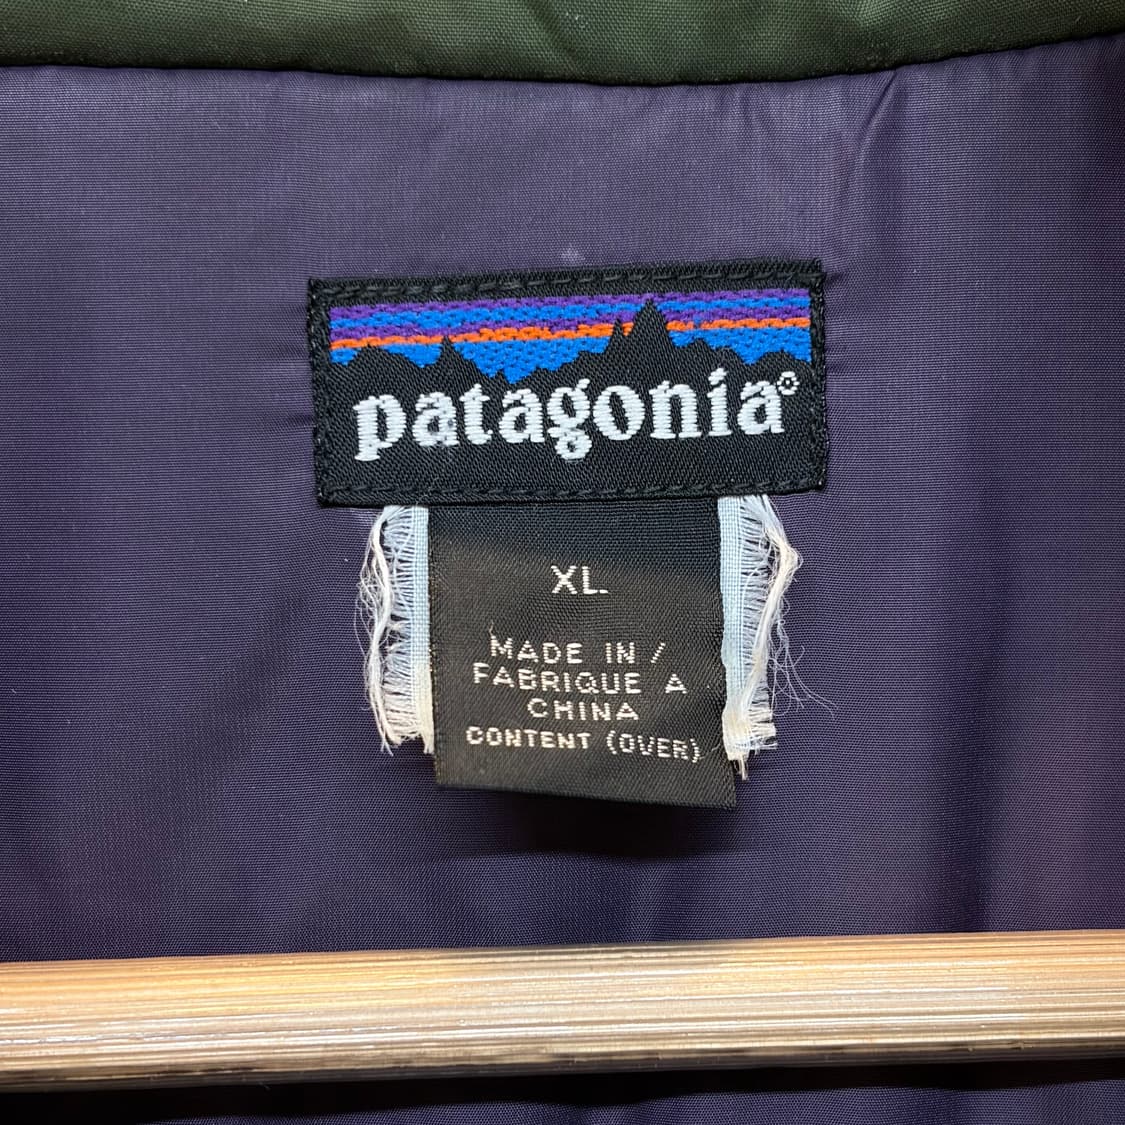 patagonia®
XL
MADE IN /
FABRIQUE A
CHINA
CONTENT (OVER)